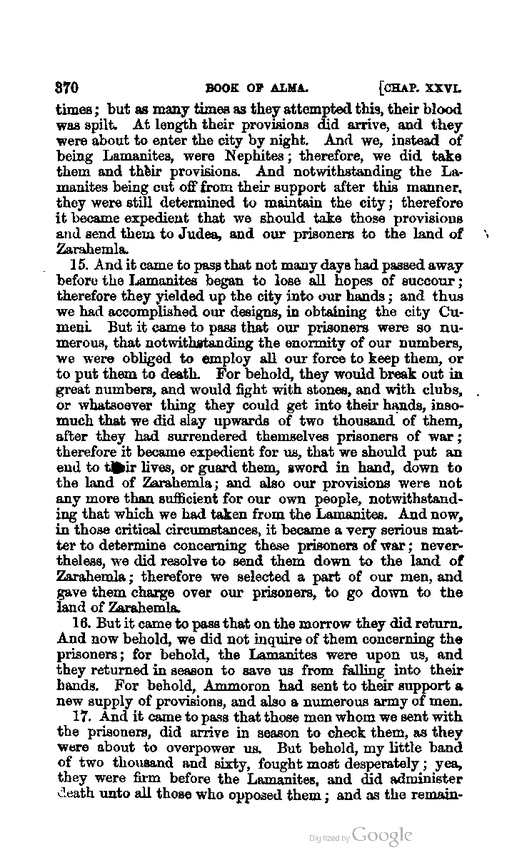 370 BOOK OF ALMA. [CHAP. XXVI.
times; but as many times as they attempted this, their blood
was spilt. At length their provisions did arrive, and they
were about to enter the city by night. And we, instead of
being Lamanites, were Nephites; therefore, we did take
them and their provisions. And notwithstanding the La-
manites being cut off from their support after this manner,
they were still determined to maintain the city; therefore
it became expedient that we should take those provisions
and send them to Judea, and our prisoners to the land of
Zarahemla.
15. And it came to pass that not many days had passed away
before the Lamanites began to lose all hopes of succour;
therefore they yielded up the city into our hands; and thus
we had accomplished our designs, in obtaining the city Cu-
meni. But it came to pass that our prisoners were so nu-
merous, that notwithstanding the enormity of our numbers,
we were obliged to employ all our force to keep them, or
to put them to death. For behold, they would break out in
great numbers, and would fight with stones, and with clubs,
or whatsoever thing they could get into their hands, inso-
much that we did slay upwards of two thousand of them,
after they had surrendered themselves prisoners of war;
therefore it became expedient for us, that we should put an
end to their lives, or guard them, sword in hand, down to
the land of Zarahemla; and also our provisions were not
any more than sufficient for our own people, notwithstand-
ing that which we had taken from the Lamanites. And now,
in those critical circumstances, it became a very serious mat-
ter to determine concerning these prisoners of war; never-
theless, we did resolve to send them down to the land of
Zarahemla; therefore we selected a part of our men, and
gave them charge over our prisoners, to go down to the
land of Zarahemla.
16. But it came to pass that on the morrow they did return.
And now behold, we did not inquire of them concerning the
prisoners; for behold, the Lamanites were upon us, and
they returned in season to save us from falling into their
hands. For behold, Ammoron had sent to their support a
new supply of provisions, and also a numerous army of men.
17. And it came to pass that those men whom we sent with
the prisoners, did arrive in season to check them, as they
were about to overpower us. But behold, my little band
of two thousand and sixty, fought most desperately; yea,
they were firm before the Lamanites, and did administer
death unto all those who opposed them; and as the remain-
Digitized by Google